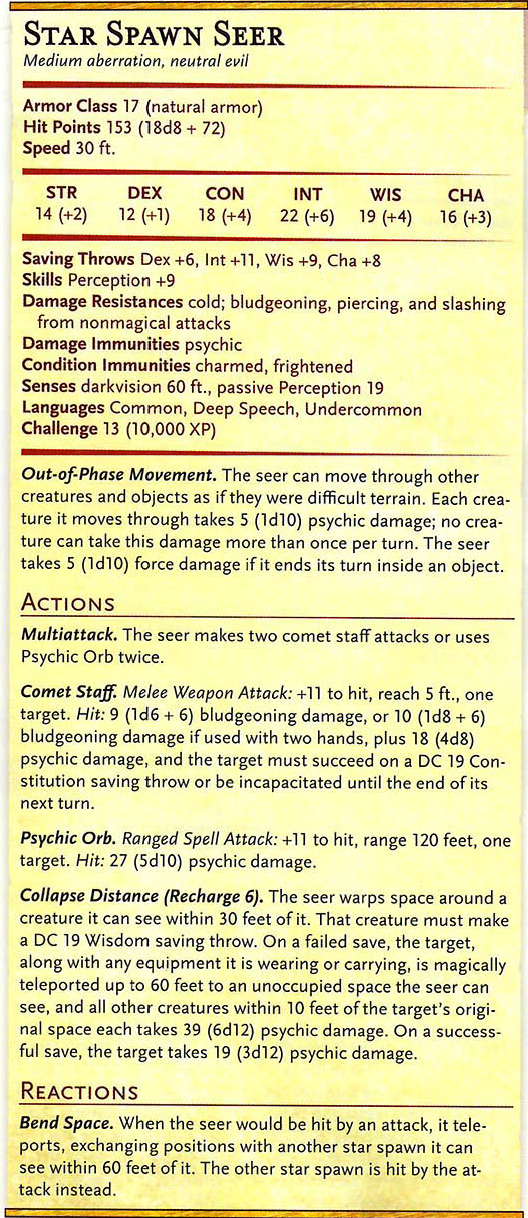 STAR SPAWN SEER
Medium aberration, neutral evil
Armor Class 17 (natural armor)
Hit Points 153 (18d8 + 72)
Speed 30 ft.
STR DEX CON INT WIS CHA
14 (+2) 12 (+1) 18 (+4) 22 (+6) 19 (+4) 16 (+3)
Saving Throws Dex +6, Int +11, Wis +9, Cha +8
Skills Perception +9
Damage Resistances cold; bludgeoning, piercing, and slashing
from nonmagical attacks
Damage Immunities psychic
Condition Immunities charmed, frightened
Senses darkvision 60 ft., passive Perception 19
Languages Common, Deep Speech, Undercommon
Challenge 13 (10,000 XP)
Out-of-Phase Movement. The seer can move through other
creatures and objects as if they were difficult terrain. Each crea-
ture it moves through takes 5 (1d10) psychic damage; no crea-
ture can take this damage more than once per turn. The seer
takes 5 (1d10) force damage if it ends its turn inside an object.
ACTIONS
Multiattack. The seer makes two comet staff attacks or uses
Psychic Orb twice.
Comet Staff. Melee Weapon Attack: +11 to hit, reach 5 ft., one
target. Hit: 9 (1d6 + 6) bludgeoning damage, or 10 (1d8 + 6)
bludgeoning damage if used with two hands, plus 18 (4d8)
psychic damage, and the target must succeed on a DC 19 Con-
stitution saving throw or be incapacitated until the end of its
next turn.
Psychic Orb. Ranged Spell Attack: +11 to hit, range 120 feet, one
target. Hit: 27 (5d10) psychic damage.
Collapse Distance (Recharge 6). The seer warps space around a
creature it can see within 30 feet of it. That creature must make
a DC 19 Wisdom saving throw. On a failed save, the target,
along with any equipment it is wearing or carrying, is magically
teleported up to 60 feet to an unoccupied space the seer can
see, and all other creatures within 10 feet of the target's origi-
nal space each takes 39 (6d12) psychic damage. On a success-
ful save, the target takes 19 (3d12) psychic damage.
REACTIONS
Bend Space. When the seer would be hit by an attack, it tele-
ports, exchanging positions with another star spawn it can
see within 60 feet of it. The other star spawn is hit by the at-
tack instead.